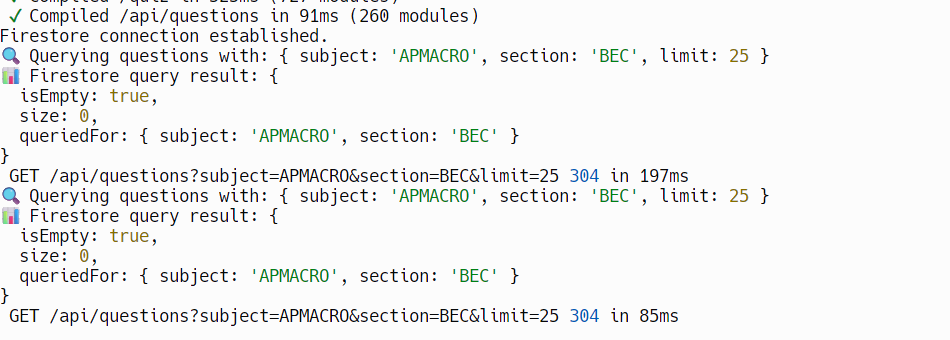 ✓ Compiled /api/questions in 91ms (260 modules)
Firestore connection established.
🔍 Querying questions with: { subject: 'APMACRO', section: 'BEC', limit: 25 }
📊 Firestore query result: {
  isEmpty: true,
  size: 0,
  queriedFor: { subject: 'APMACRO', section: 'BEC' }
}
 GET /api/questions?subject=APMACRO&section=BEC&limit=25 304 in 197ms
🔍 Querying questions with: { subject: 'APMACRO', section: 'BEC', limit: 25 }
📊 Firestore query result: {
  isEmpty: true,
  size: 0,
  queriedFor: { subject: 'APMACRO', section: 'BEC' }
}
 GET /api/questions?subject=APMACRO&section=BEC&limit=25 304 in 85ms